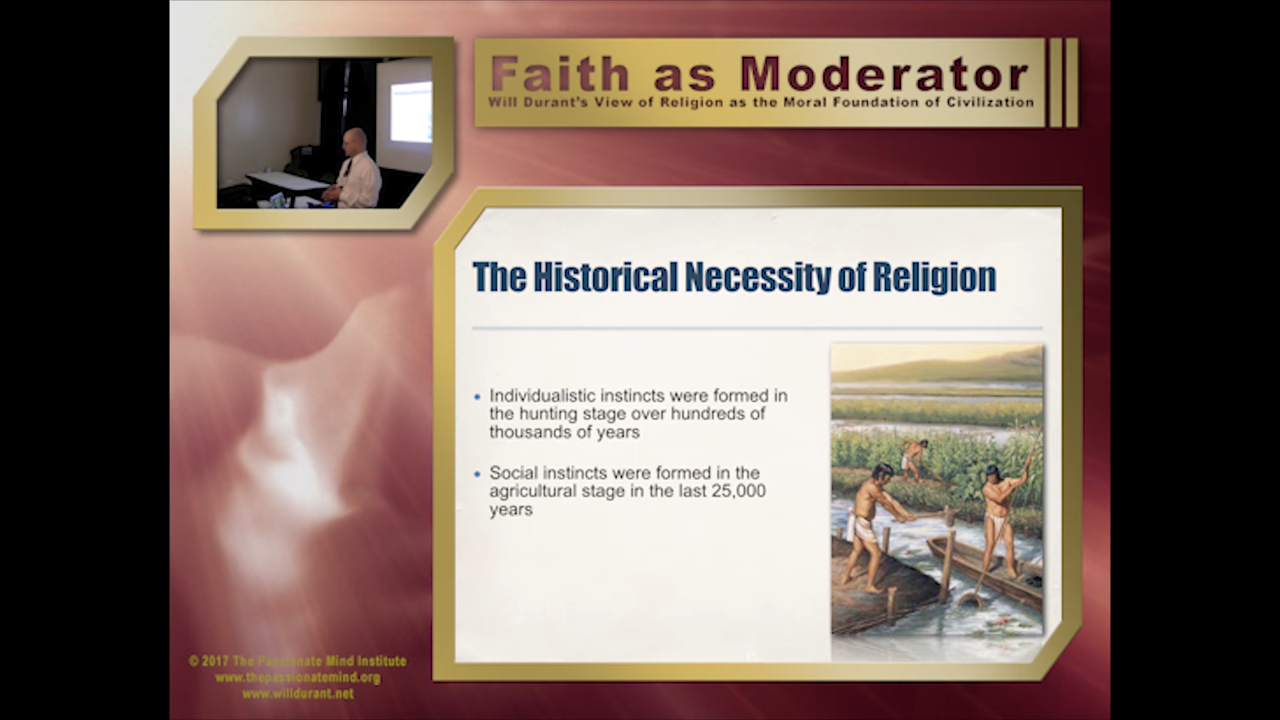 Faith as Moderator
Will Durant's View of Religion as the Moral Foundation of Civilization
The Historical Necessity of Religion
• Individualistic instincts were formed in
the hunting stage over hundreds of
thousands of years
• Social instincts were formed in the
agricultural stage in the last 25,000
years
© 2017 The Passionate Mind Institute
www.thepassionatemind.org
www.willdurant.net